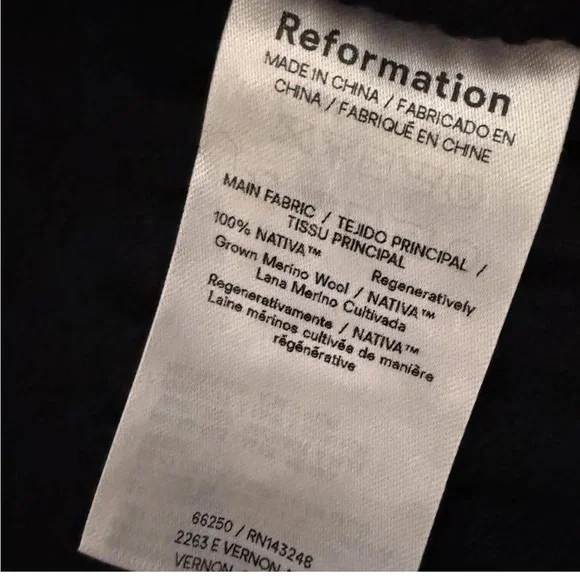 Reformation
MADE IN CHINA / FABRICADO EN
CHINA / FABRIQUÉ EN CHINE
MAIN FABRIC / TEJIDO PRINCIPAL /
TISSU PRINCIPAL
100% NATIVA™ Regeneratively
Grown Merino Wool / NATIVA™
Lana Merino Cultivada
Regenerativamente / NATIVA™
Laine mérinos cultivée de manière
régénérative
66250 / RN143248
2263 E VERNON
VERNON,